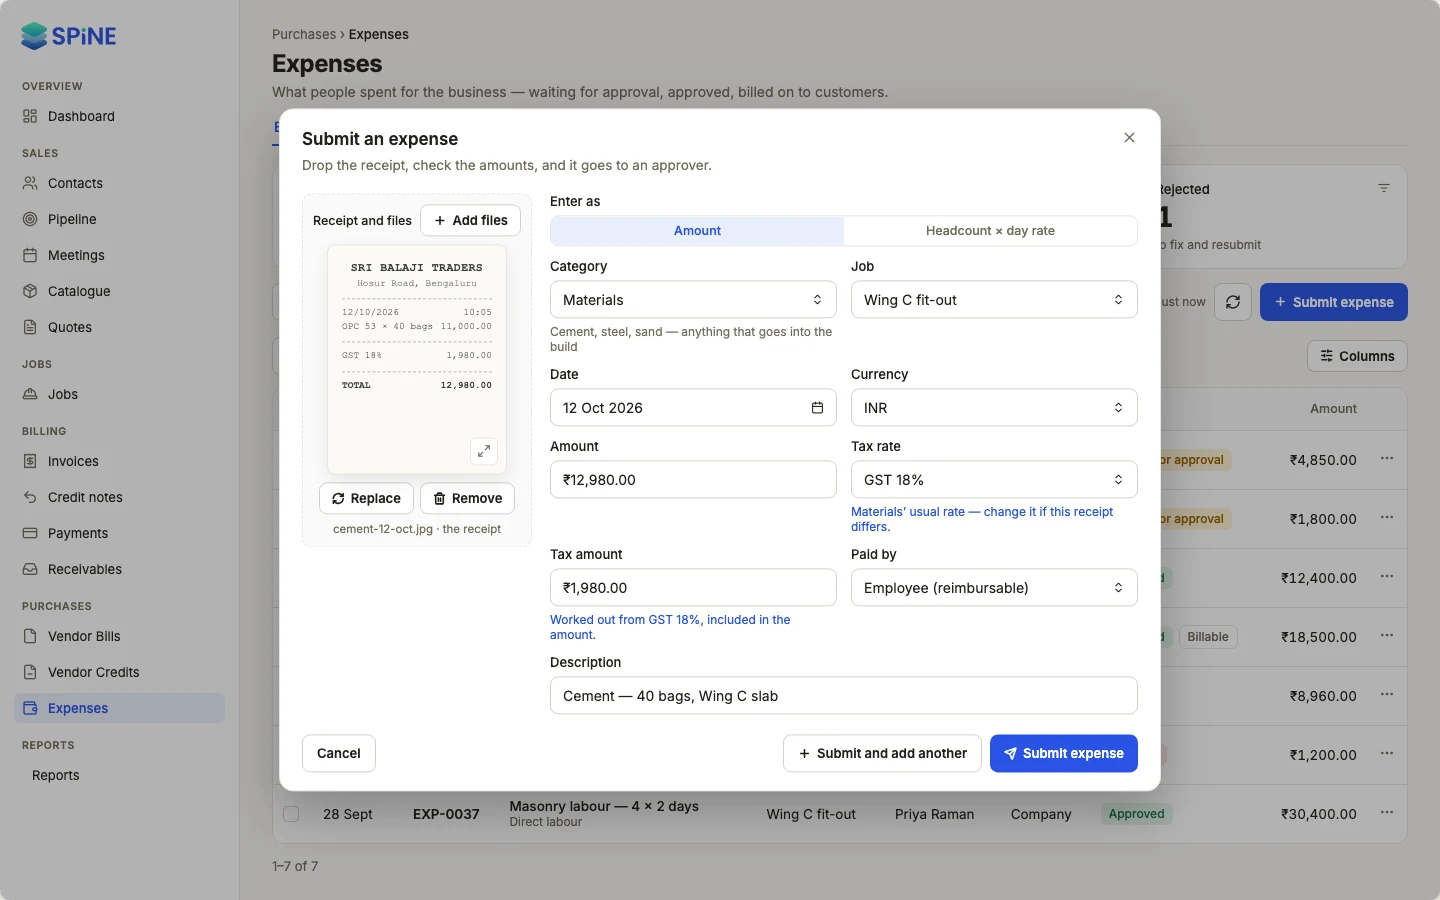 SPiNE
OVERVIEW
Dashboard
SALES
Contacts
Pipeline
Meetings
Catalogue
Quotes
JOBS
Jobs
BILLING
Invoices
Credit notes
Payments
Receivables
PURCHASES
Vendor Bills
Vendor Credits
Expenses
REPORTS
Reports
Purchases › Expenses
Expenses
What people spent for the business — waiting for approval, approved, billed on to customers.
Submit an expense
Drop the receipt, check the amounts, and it goes to an approver.
Receipt and files
+ Add files
SRI BALAJI TRADERS
Hosur Road, Bengaluru
12/10/2026 10:05
OPC 53 × 40 bags 11,000.00
GST 18% 1,980.00
TOTAL 12,980.00
Replace
Remove
cement-12-oct.jpg · the receipt
Enter as
Amount
Headcount × day rate
Category
Job
Materials
Wing C fit-out
Cement, steel, sand — anything that goes into the
build
Date
Currency
12 Oct 2026
INR
Amount
Tax rate
₹12,980.00
GST 18%
Materials’ usual rate — change it if this receipt
differs.
Tax amount
Paid by
₹1,980.00
Employee (reimbursable)
Worked out from GST 18%, included in the
amount.
Description
Cement — 40 bags, Wing C slab
Cancel
+ Submit and add another
Submit expense
Rejected
1
fix and resubmit
just now
+ Submit expense
Columns
Amount
or approval ₹4,850.00
or approval ₹1,800.00
₹12,400.00
Billable ₹18,500.00
₹8,960.00
₹1,200.00
28 Sept EXP-0037 Masonry labour — 4 × 2 days Wing C fit-out Priya Raman Company Approved ₹30,400.00
Direct labour
1–7 of 7